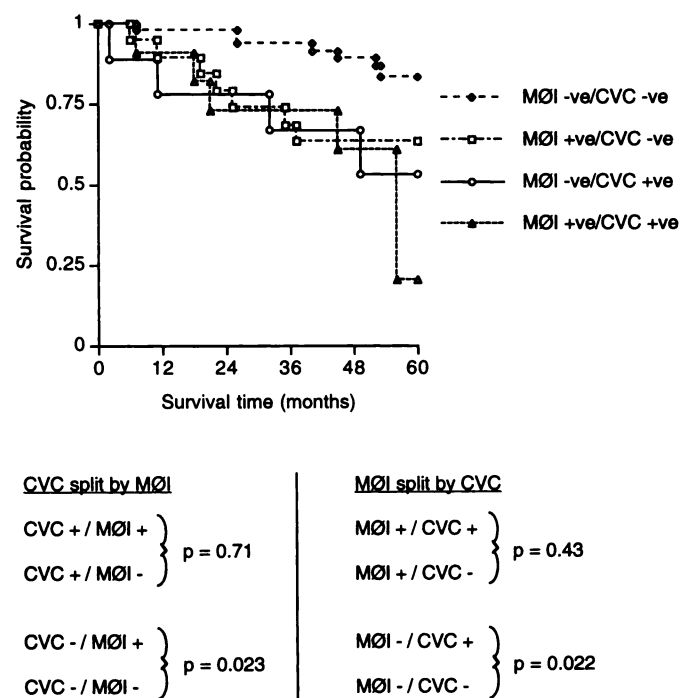 1
0.75
0.5
0.25
0
Survival probability
0 12 24 36 48 60
Survival time (months)
MØI -ve/CVC -ve
MØI +ve/CVC -ve
MØI -ve/CVC +ve
MØI +ve/CVC +ve
CVC split by MØI
CVC + / MØI +
p = 0.71
CVC + / MØI -
CVC - / MØI +
p = 0.023
CVC - / MØI -
MØI split by CVC
MØI + / CVC +
p = 0.43
MØI + / CVC -
MØI - / CVC +
p = 0.022
MØI - / CVC -